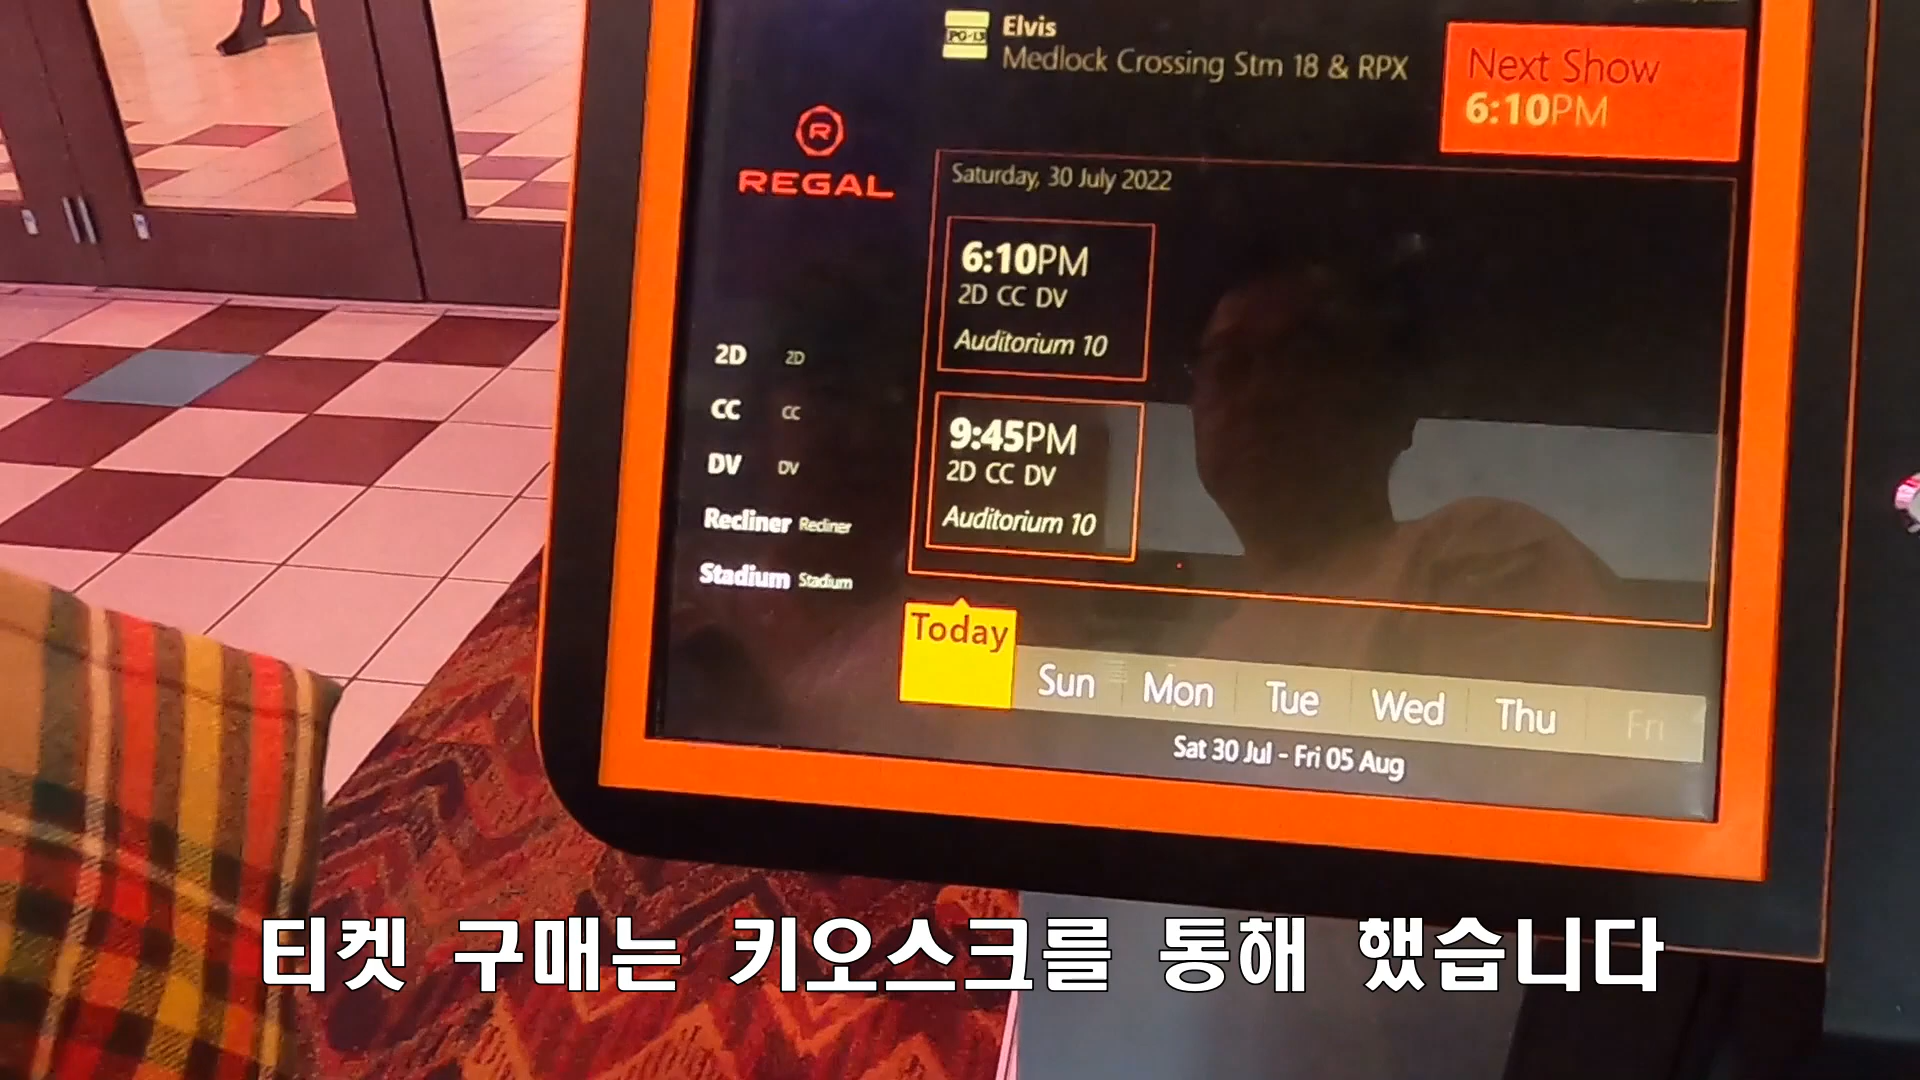 PG-13
Elvis
Medlock Crossing Stm 18 & RPX
Next Show
6:10PM
R
REGAL
Saturday, 30 July 2022
6:10PM
2D CC DV
Auditorium 10
9:45PM
2D CC DV
Auditorium 10
2D 2D
CC CC
DV DV
Recliner Recliner
Stadium Stadium
Today Sun Mon Tue Wed Thu Fri
Sat 30 Jul - Fri 05 Aug
티켓 구매는 키오스크를 통해 했습니다